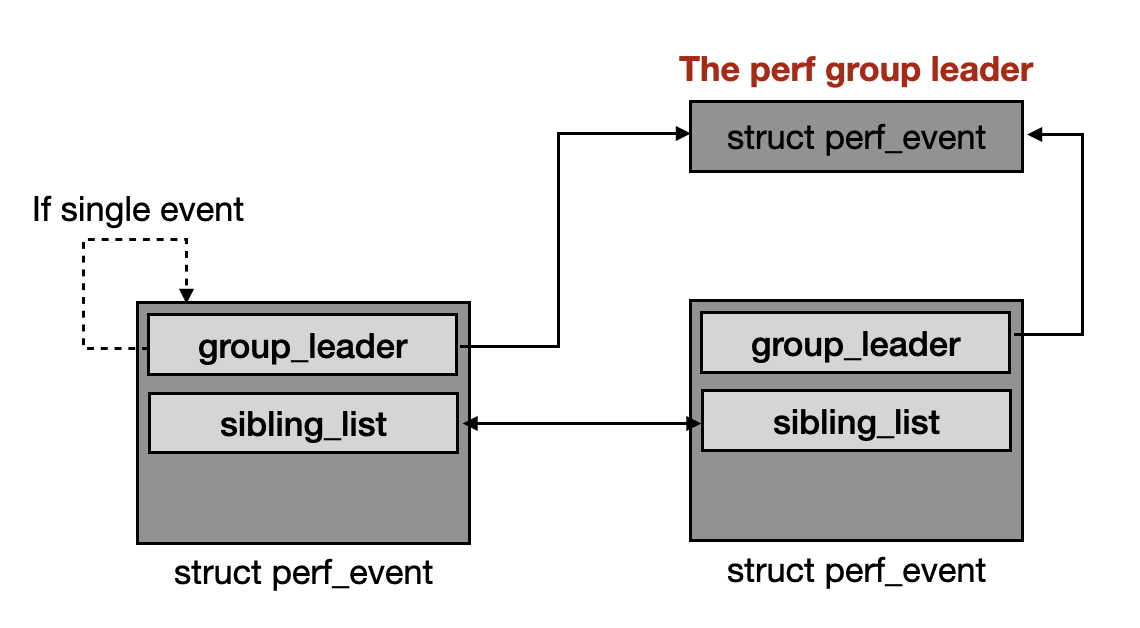 The perf group leader
struct perf_event
If single event
group_leader
sibling_list
struct perf_event
group_leader
sibling_list
struct perf_event